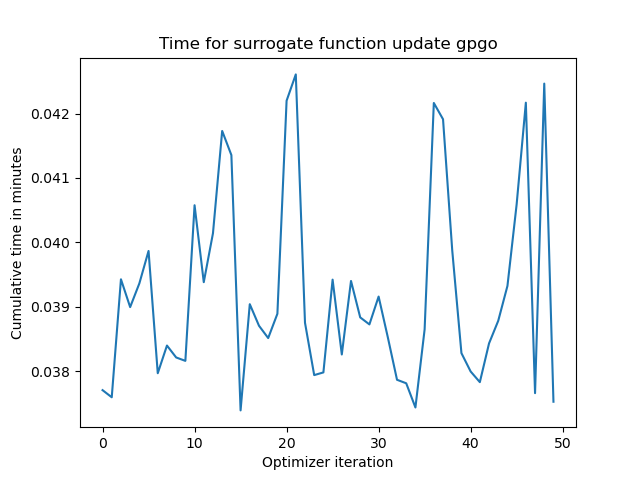 Time for surrogate function update gpgo
Cumulative time in minutes
0.042
0.041
0.040
0.039
0.038
0 10 20 30 40 50
Optimizer iteration